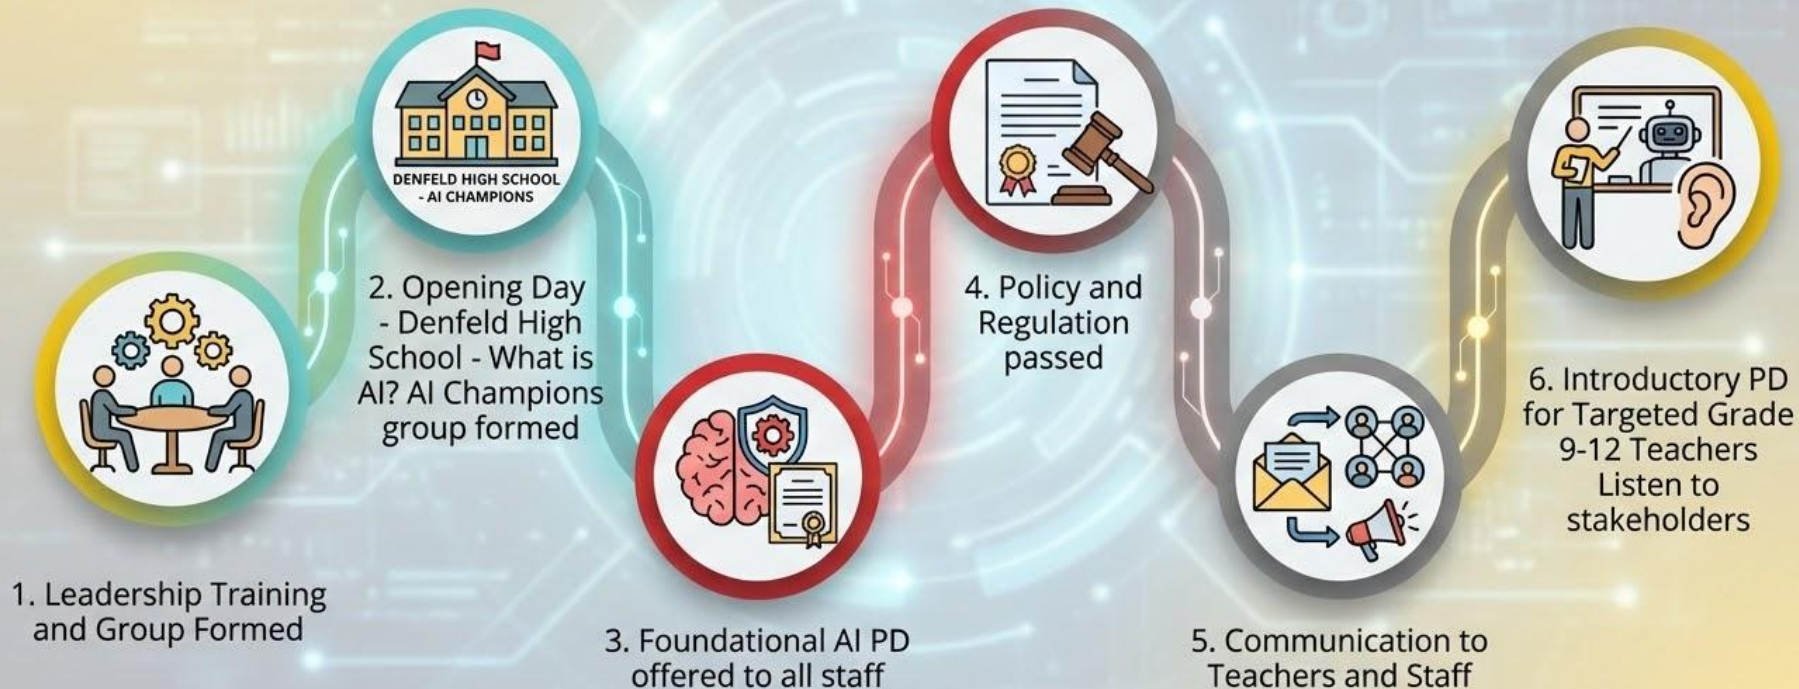 1. Leadership Training
and Group Formed
DENFELD HIGH SCHOOL
- AI CHAMPIONS
2. Opening Day
- Denfeld High
School - What is
AI? AI Champions
group formed
3. Foundational AI PD
offered to all staff
4. Policy and
Regulation
passed
5. Communication to
Teachers and Staff
6. Introductory PD
for Targeted Grade
9-12 Teachers
Listen to
stakeholders